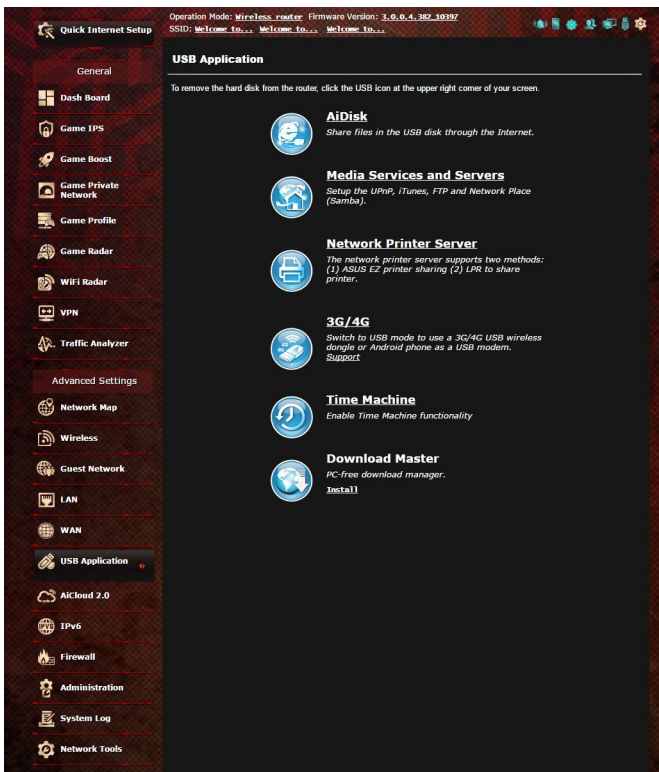 Quick Internet Setup
Operation Mode: Wireless router Firmware Version: 3.0.0.4.382_10397
SSID: Welcome to... Welcome to... Welcome to...
General
Dash Board
Game IPS
Game Boost
Game Private
Network
Game Profile
Game Radar
WiFi Radar
VPN
Traffic Analyzer
Advanced Settings
Network Map
Wireless
Guest Network
LAN
WAN
USB Application
AiCloud 2.0
IPv6
Firewall
Administration
System Log
Network Tools
USB Application
To remove the hard disk from the router, click the USB icon at the upper right corner of your screen.
AiDisk
Share files in the USB disk through the Internet.
Media Services and Servers
Setup the UPnP, iTunes, FTP and Network Place
(Samba).
Network Printer Server
The network printer server supports two methods:
(1) ASUS EZ printer sharing (2) LPR to share
printer.
3G/4G
Switch to USB mode to use a 3G/4G USB wireless
dongle or Android phone as a USB modem.
Support
Time Machine
Enable Time Machine functionality
Download Master
PC-free download manager.
Install